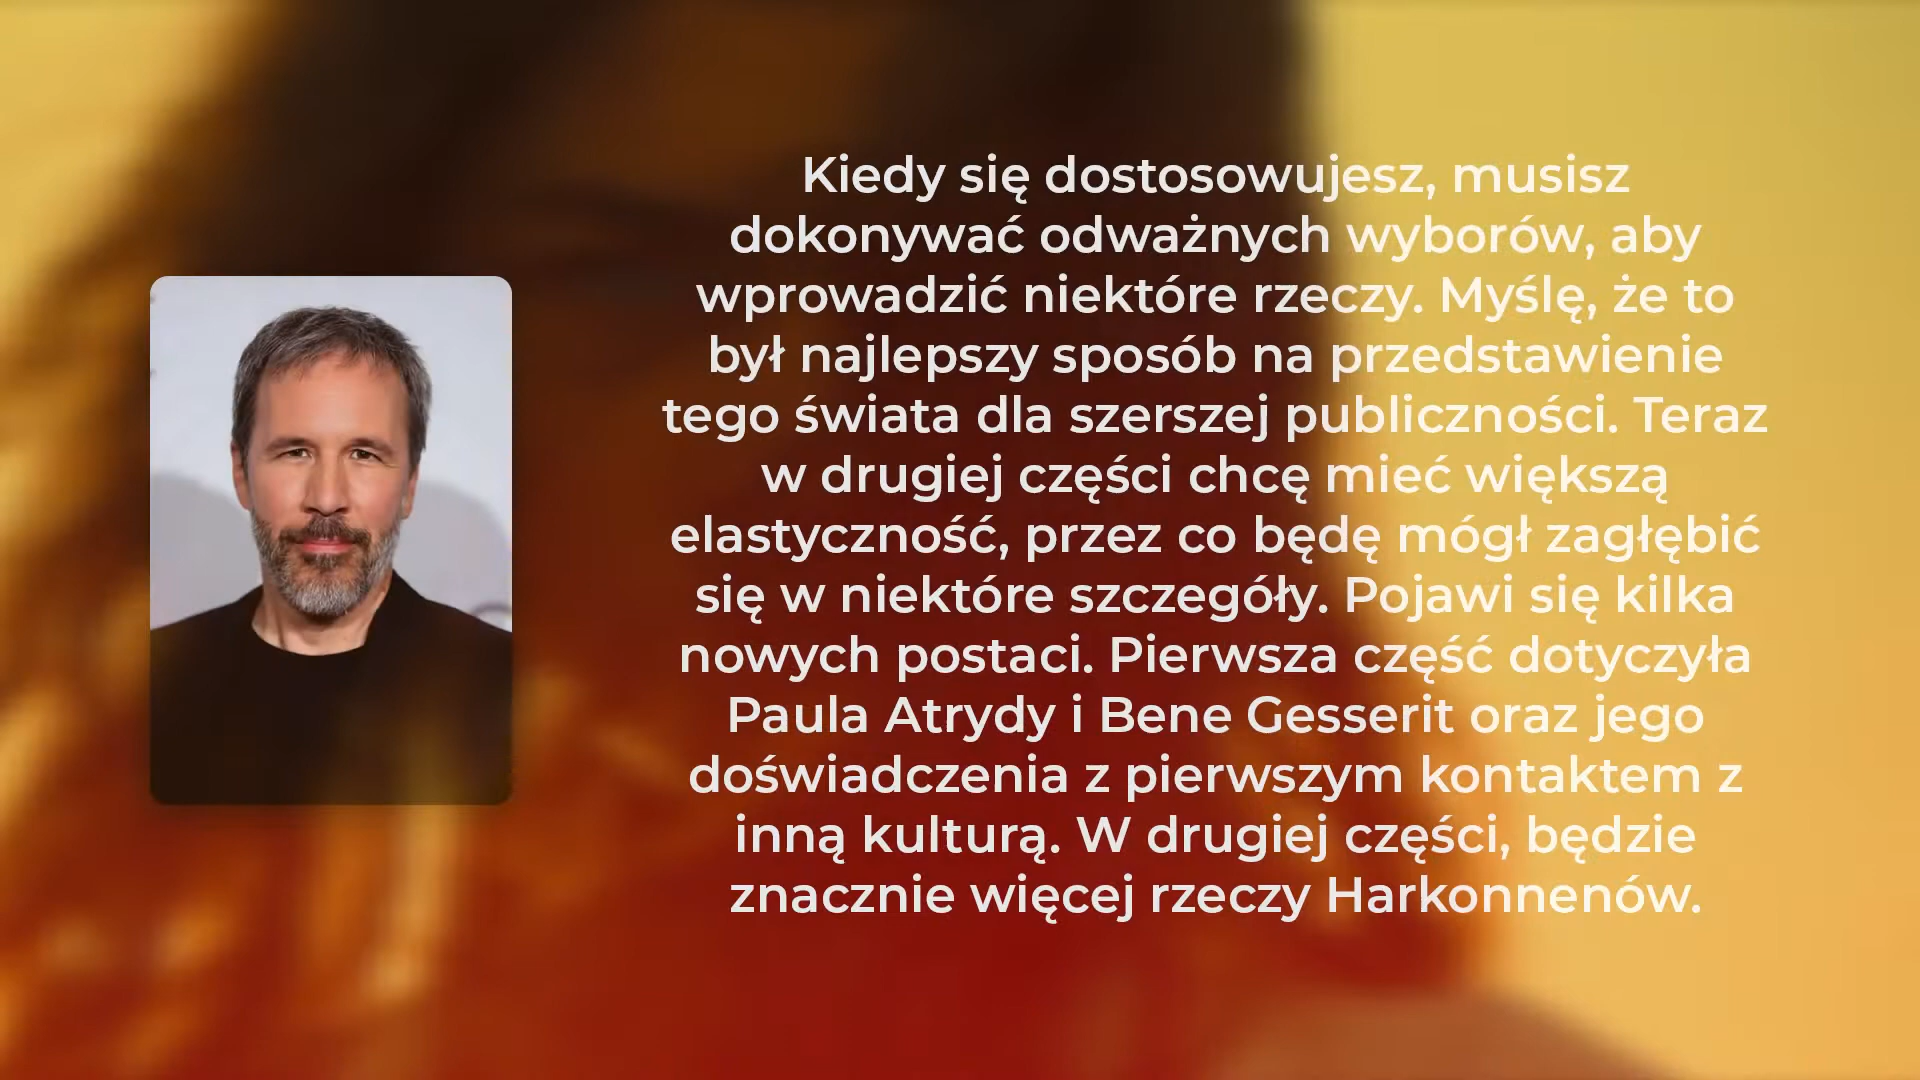 Kiedy się dostosowujesz, musisz
dokonywać odważnych wyborów, aby
wprowadzić niektóre rzeczy. Myślę, że to
był najlepszy sposób na przedstawienie
tego świata dla szerszej publiczności. Teraz
w drugiej części chcę mieć większą
elastyczność, przez co będę mógł zagłębić
się w niektóre szczegóły. Pojawi się kilka
nowych postaci. Pierwsza część dotyczyła
Paula Atrydy i Bene Gesserit oraz jego
doświadczenia z pierwszym kontaktem z
inną kulturą. W drugiej części, będzie
znacznie więcej rzeczy Harkonnenów.